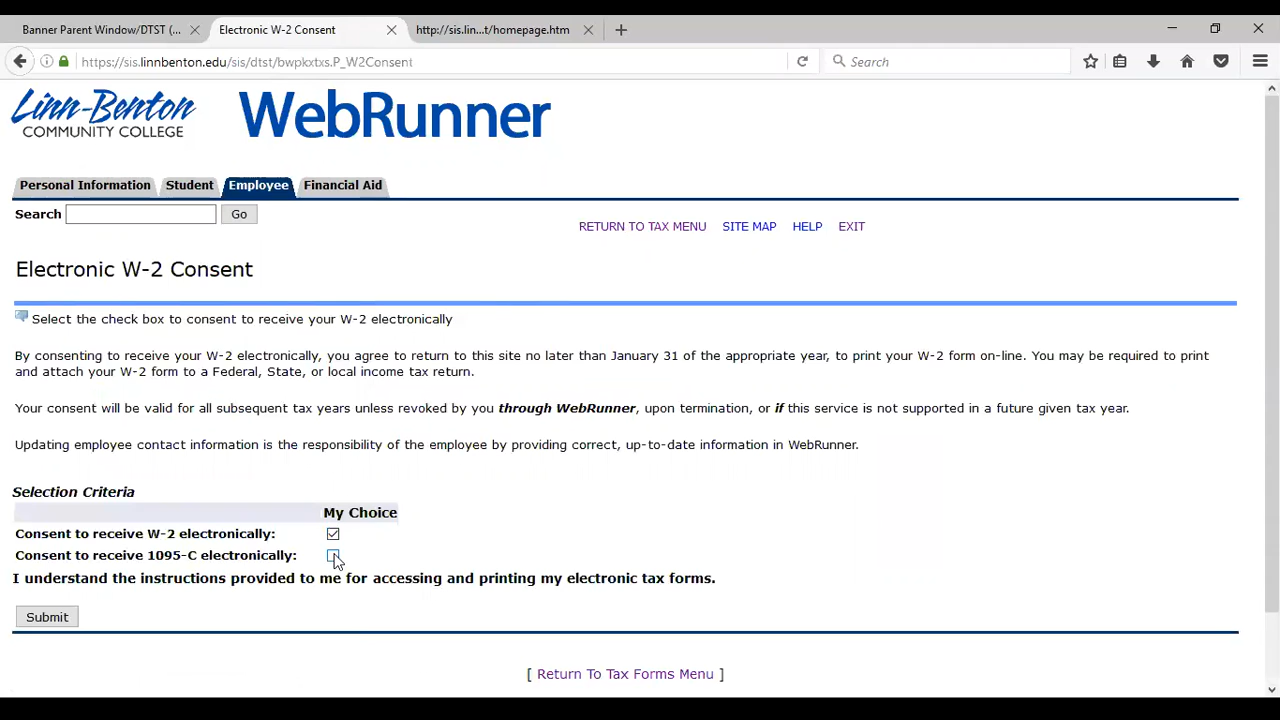 Banner Parent Window/DTST (...
Electronic W-2 Consent
http://sis.lin...t/homepage.htm
https://sis.linnbenton.edu/sis/dtst/bwpkxtxs.P_W2Consent
Search
Linn-Benton
COMMUNITY COLLEGE
WebRunner
Personal Information
Student
Employee
Financial Aid
Search
Go
RETURN TO TAX MENU
SITE MAP
HELP
EXIT
Electronic W-2 Consent
Select the check box to consent to receive your W-2 electronically
By consenting to receive your W-2 electronically, you agree to return to this site no later than January 31 of the appropriate year, to print your W-2 form on-line. You may be required to print
and attach your W-2 form to a Federal, State, or local income tax return.
Your consent will be valid for all subsequent tax years unless revoked by you through WebRunner, upon termination, or if this service is not supported in a future given tax year.
Updating employee contact information is the responsibility of the employee by providing correct, up-to-date information in WebRunner.
Selection Criteria
My Choice
Consent to receive W-2 electronically:
Consent to receive 1095-C electronically:
I understand the instructions provided to me for accessing and printing my electronic tax forms.
Submit
[ Return To Tax Forms Menu ]